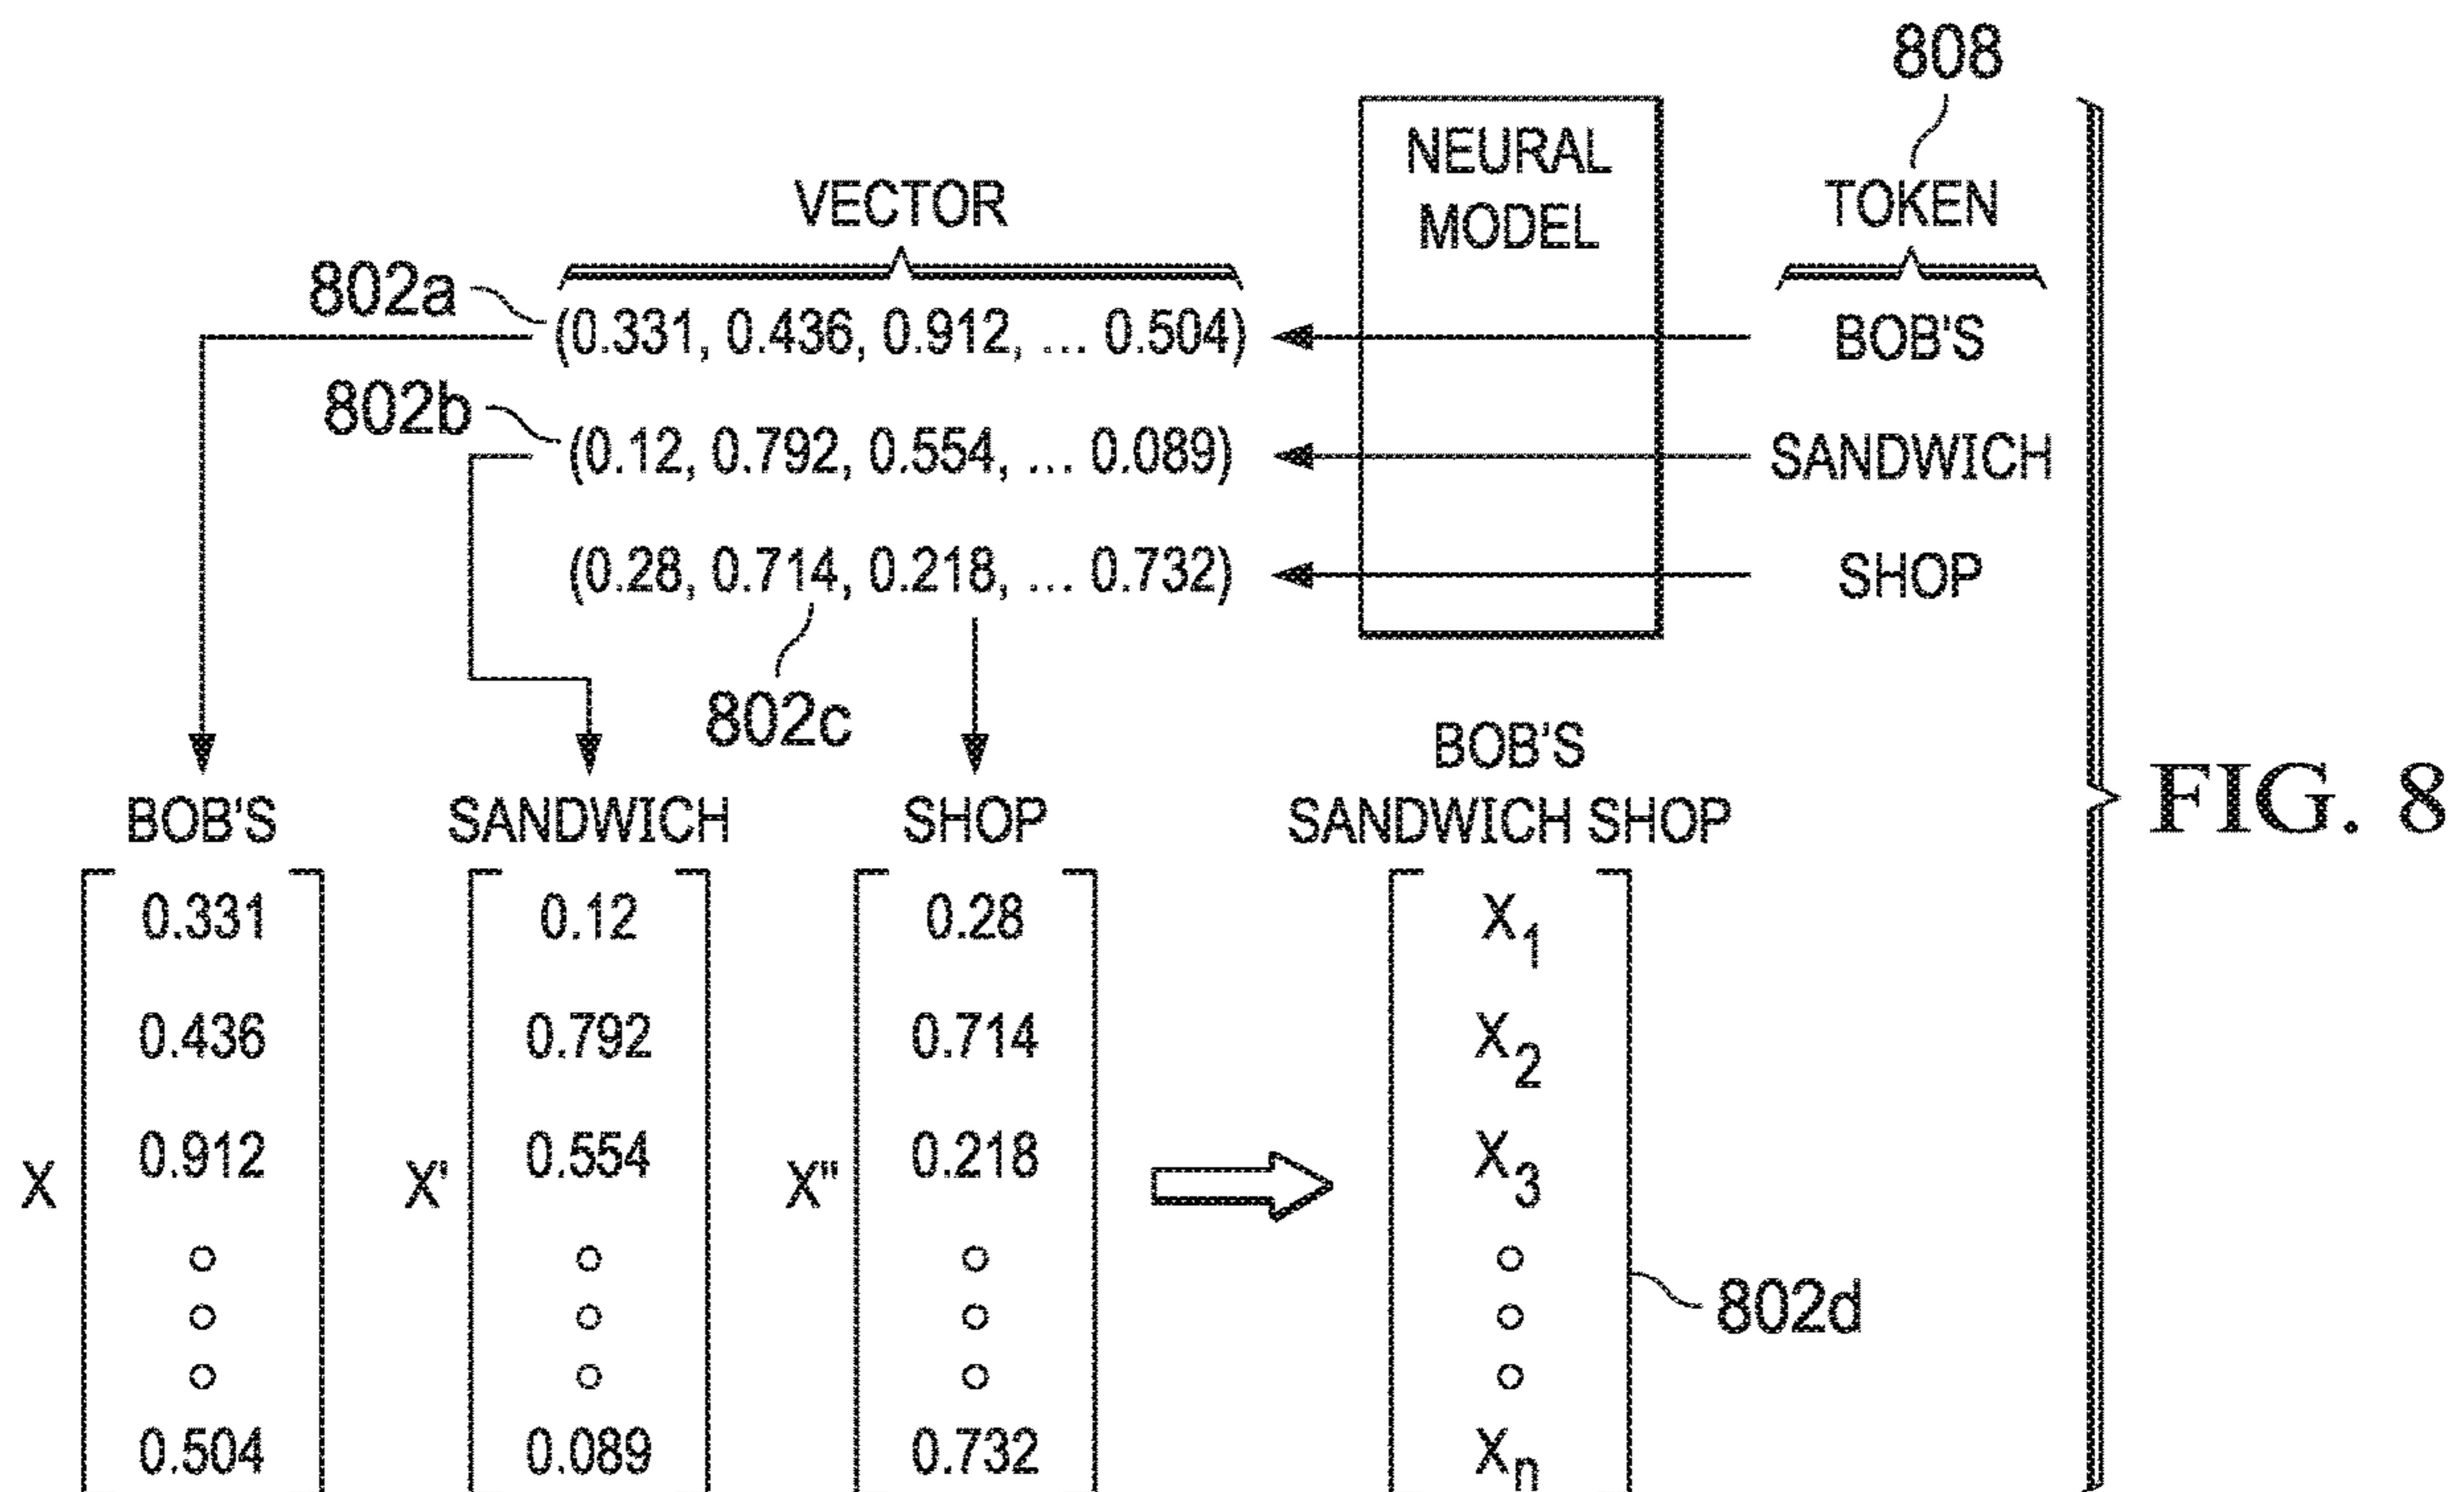 808
NEURAL
MODEL
VECTOR
TOKEN
802a
(0.331, 0.436, 0.912, ... 0.504)
BOB'S
802b
(0.12, 0.792, 0.554, ... 0.089)
SANDWICH
(0.28, 0.714, 0.218, ... 0.732)
SHOP
802c
BOB'S
SANDWICH SHOP
BOB'S
SANDWICH
SHOP
FIG. 8
0.331
0.12
0.28
X1
0.436
0.792
0.714
X2
X
0.912
X'
0.554
X"
0.218
X3
802d
0.504
0.089
0.732
Xn